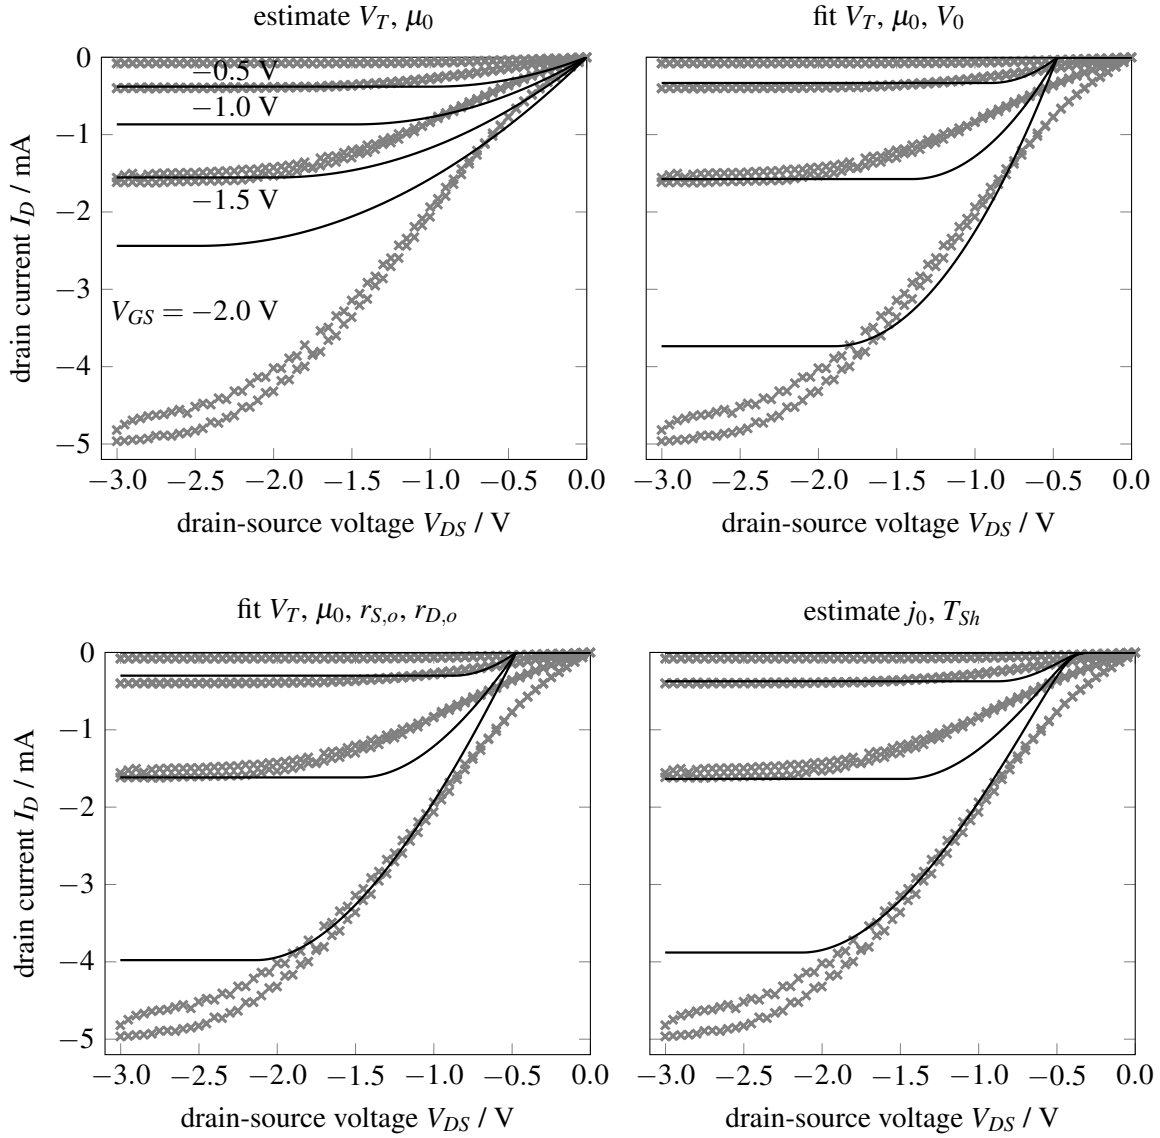 estimate V_T, μ_0
0
−1
−2
−3
−4
−5
−0.5 V
−1.0 V
−1.5 V
V_GS = −2.0 V
−3.0 −2.5 −2.0 −1.5 −1.0 −0.5 0.0
drain-source voltage V_DS / V
drain current I_D / mA
fit V_T, μ_0, V_0
−3.0 −2.5 −2.0 −1.5 −1.0 −0.5 0.0
drain-source voltage V_DS / V
fit V_T, μ_0, r_S,o, r_D,o
0
−1
−2
−3
−4
−5
−3.0 −2.5 −2.0 −1.5 −1.0 −0.5 0.0
drain-source voltage V_DS / V
drain current I_D / mA
estimate j_0, T_Sh
−3.0 −2.5 −2.0 −1.5 −1.0 −0.5 0.0
drain-source voltage V_DS / V